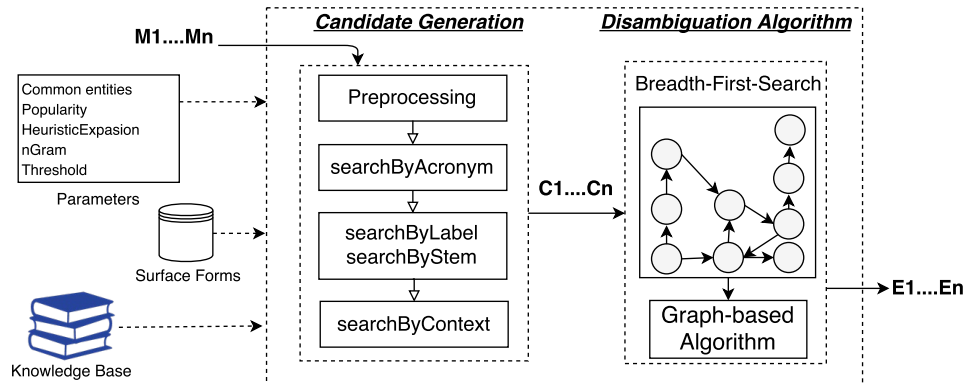 Candidate Generation
Disambiguation Algorithm
M1....Mn
Common entities
Popularity
HeuristicExpasion
nGram
Threshold
Parameters
Surface Forms
Knowledge Base
Preprocessing
searchByAcronym
searchByLabel
searchByStem
searchByContext
C1....Cn
Breadth-First-Search
Graph-based
Algorithm
E1....En